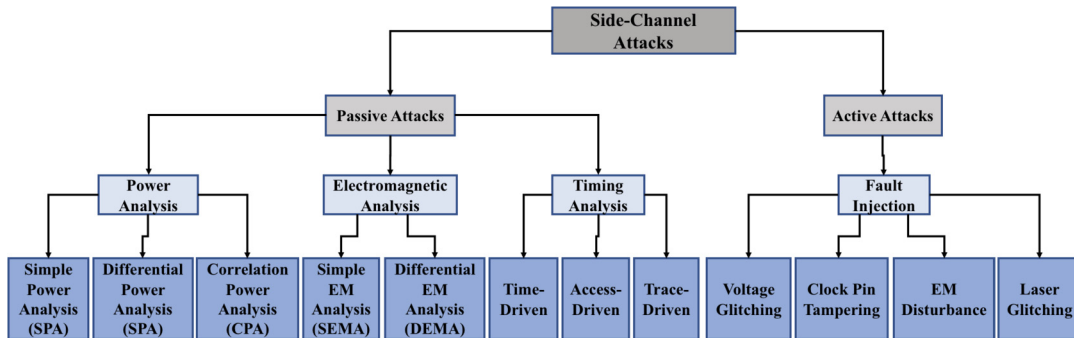 Side-Channel
Attacks
Passive Attacks
Active Attacks
Power
Analysis
Electromagnetic
Analysis
Timing
Analysis
Fault
Injection
Simple
Power
Analysis
(SPA)
Differential
Power
Analysis
(SPA)
Correlation
Power
Analysis
(CPA)
Simple
EM
Analysis
(SEMA)
Differential
EM
Analysis
(DEMA)
Time-
Driven
Access-
Driven
Trace-
Driven
Voltage
Glitching
Clock Pin
Tampering
EM
Disturbance
Laser
Glitching